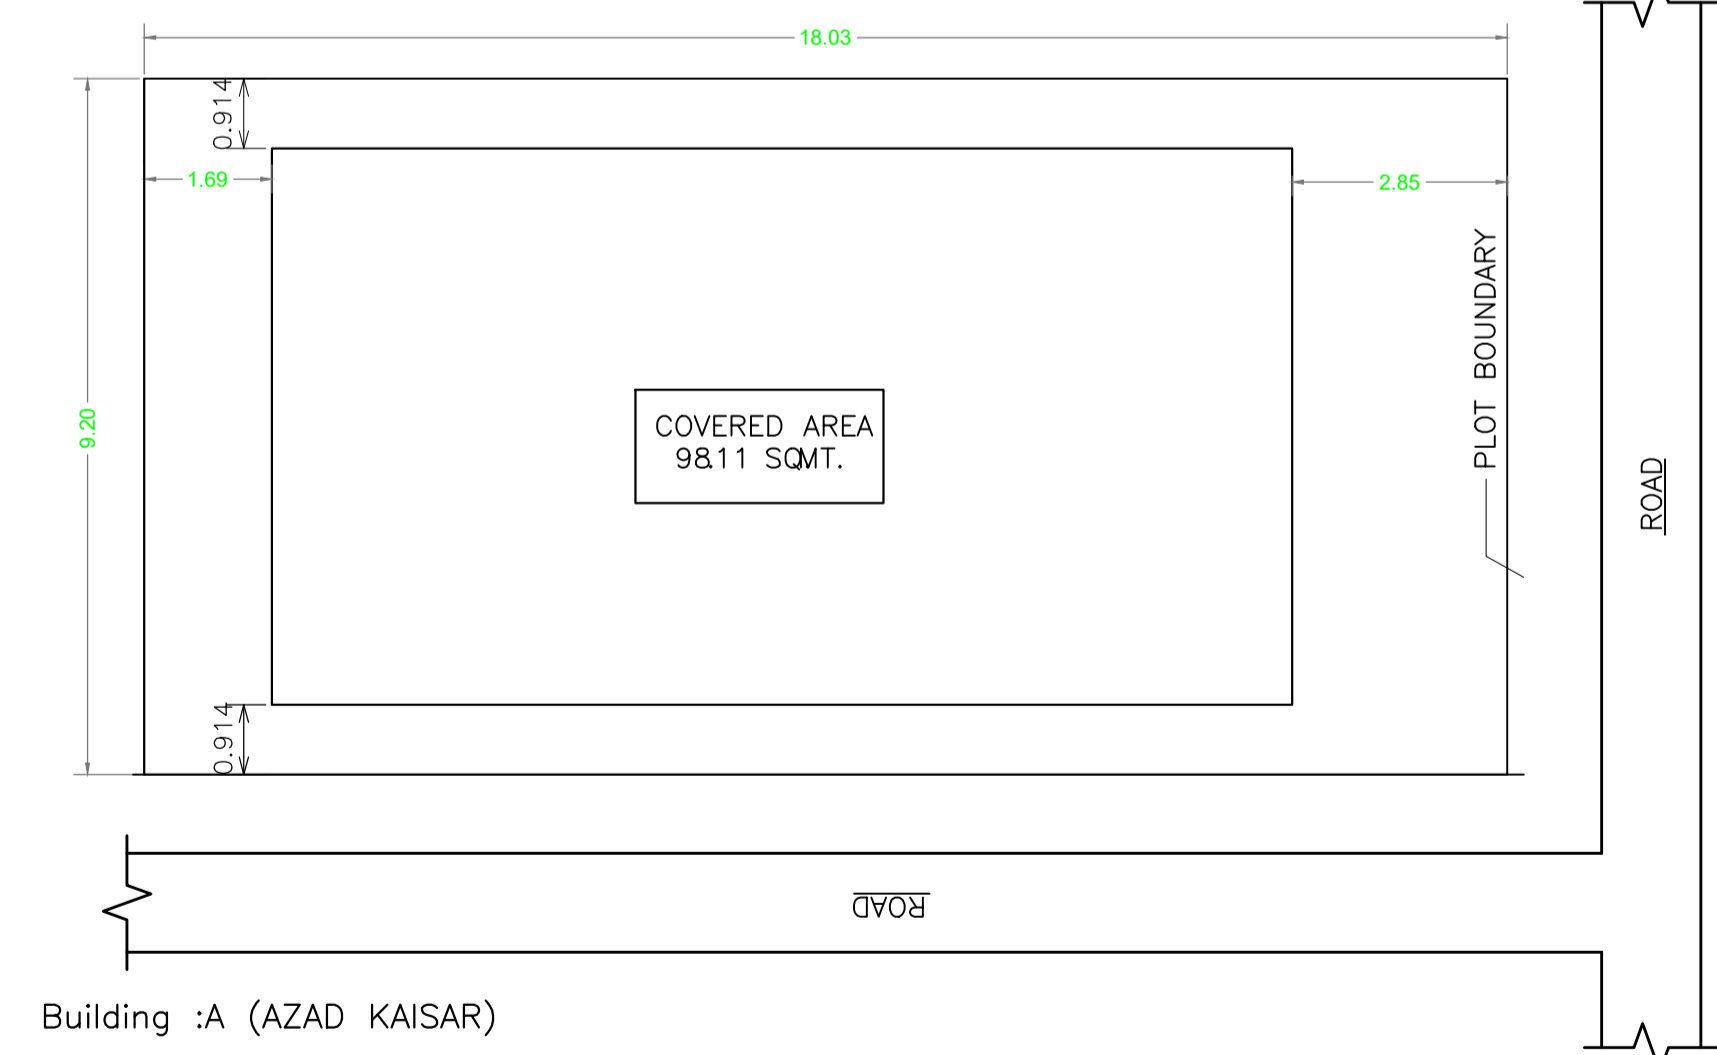 18.03
0.914
1.69
2.85
PLOT BOUNDARY
9.20
COVERED AREA
98.11 SQMT.
ROAD
0.914
ROAD
Building :A (AZAD KAISAR)